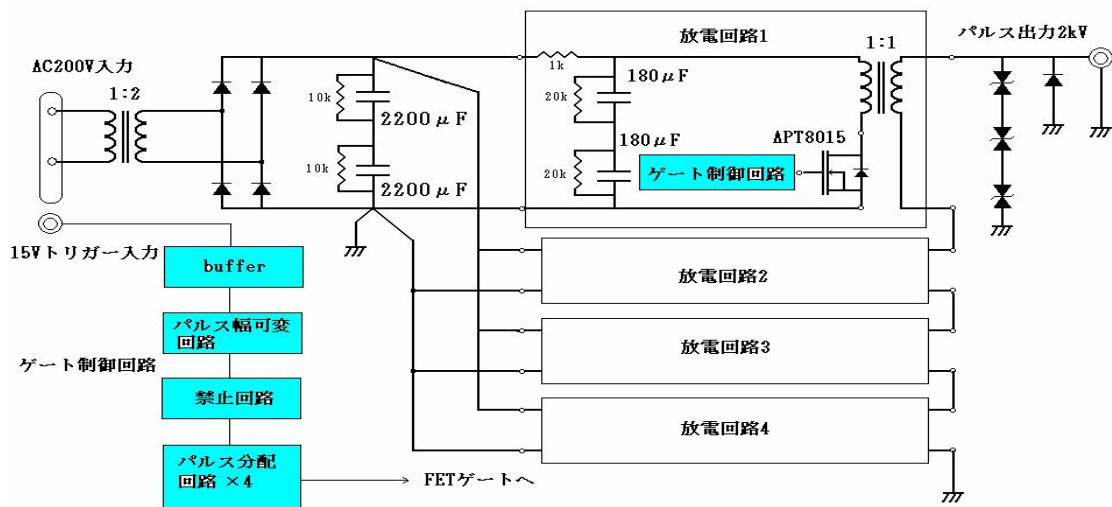 放電回路1
パルス出力2kV
AC200V入力
1:2
10k
2200μF
10k
2200μF
1k
180μF
20k
180μF
20k
ゲート制御回路
APT8015
1:1
15Vトリガー入力
buffer
パルス幅可変
回路
ゲート制御回路
禁止回路
パルス分配
回路 ×4
FETゲートへ
放電回路2
放電回路3
放電回路4